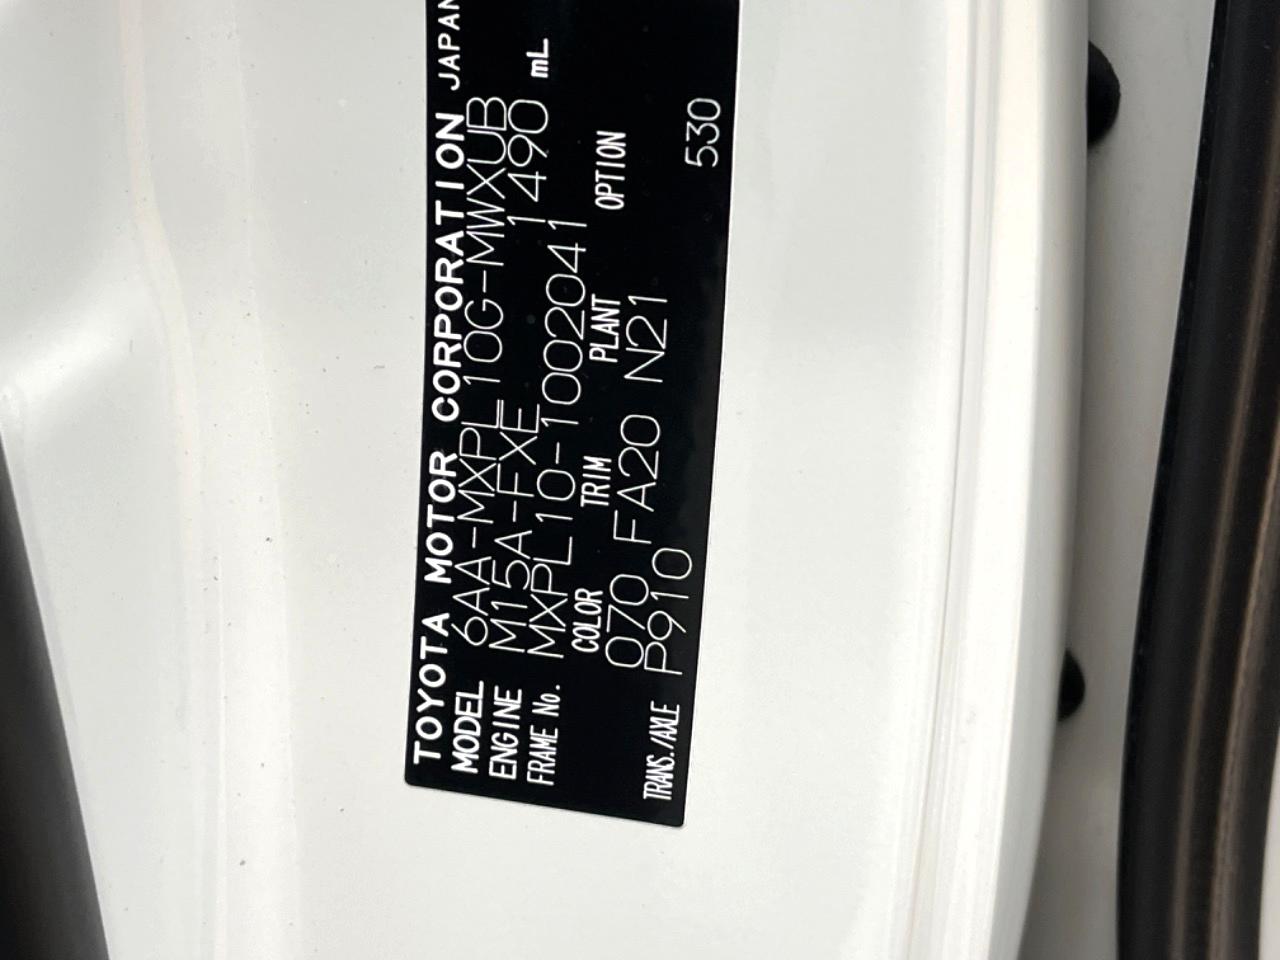 TOYOTA MOTOR CORPORATION JAPAN
MODEL 6AA-MXPL10G-MWXUB
ENGINE M15A-FXE 1490 mL
FRAME No. MXPL10-1002041
COLOR TRIM PLANT OPTION
070 FA20 N21
TRANS./AXLE P910 530